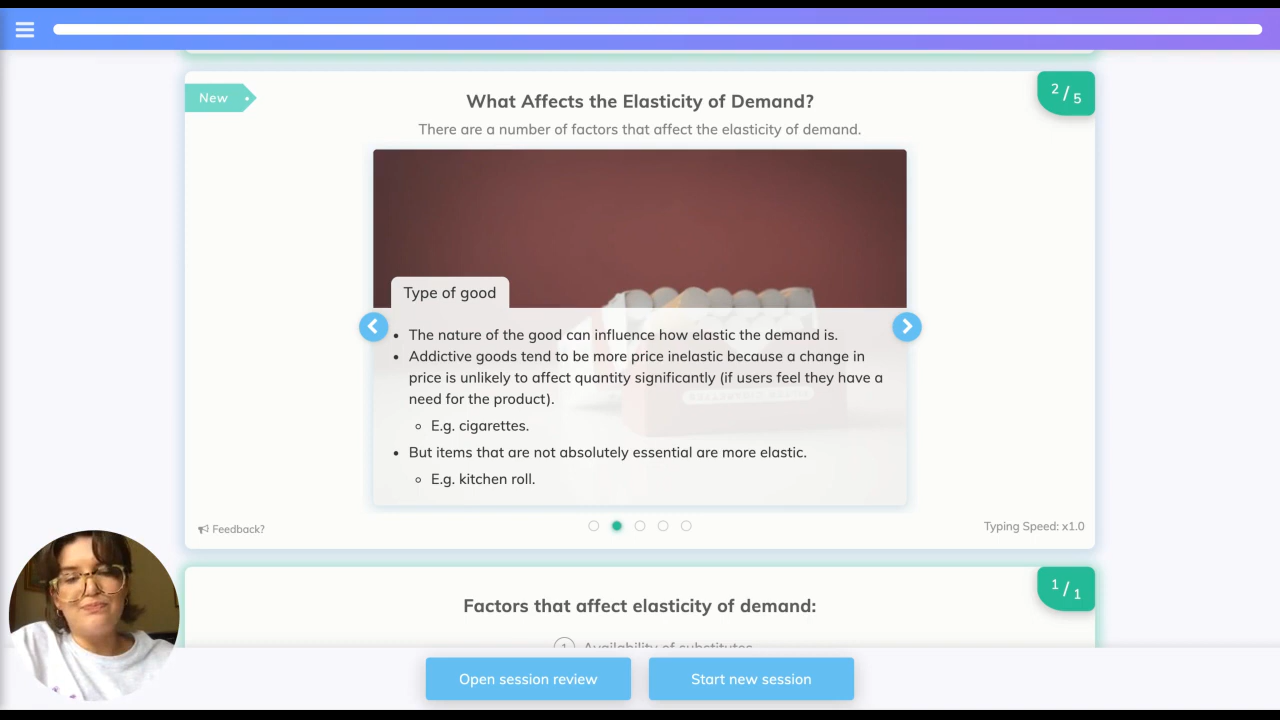 New
What Affects the Elasticity of Demand?
2/5
There are a number of factors that affect the elasticity of demand.
Type of good
• The nature of the good can influence how elastic the demand is.
• Addictive goods tend to be more price inelastic because a change in
price is unlikely to affect quantity significantly (if users feel they have a
need for the product).
E.g. cigarettes.
• But items that are not absolutely essential are more elastic.
E.g. kitchen roll.
Feedback?
Typing Speed: x1.0
1/1
Factors that affect elasticity of demand:
1 Availability of substitutes
Open session review
Start new session